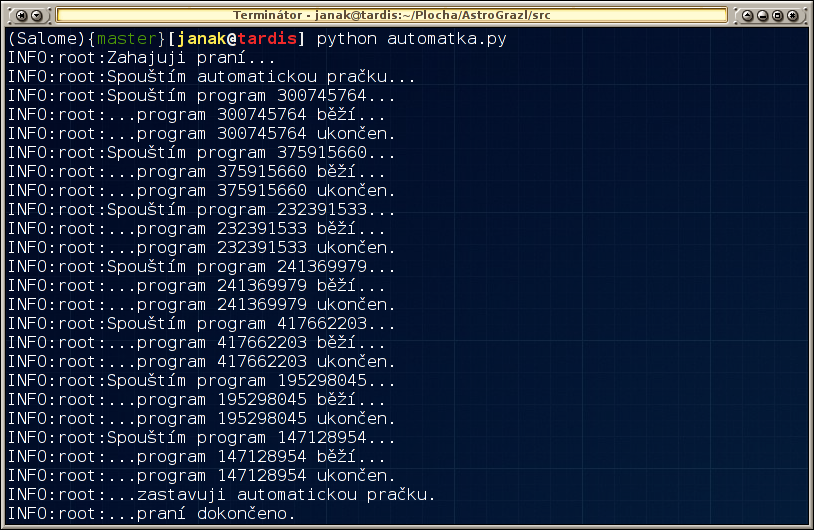 Terminátor - janak@tardis:~/Plocha/AstroGrazl/src
(Salome){master}[janak@tardis] python automatka.py
INFO:root:Zahajuji praní...
INFO:root:Spouštím automatickou pračku...
INFO:root:Spouštím program 300745764...
INFO:root:...program 300745764 běží...
INFO:root:...program 300745764 ukončen.
INFO:root:Spouštím program 375915660...
INFO:root:...program 375915660 běží...
INFO:root:...program 375915660 ukončen.
INFO:root:Spouštím program 232391533...
INFO:root:...program 232391533 běží...
INFO:root:...program 232391533 ukončen.
INFO:root:Spouštím program 241369979...
INFO:root:...program 241369979 běží...
INFO:root:...program 241369979 ukončen.
INFO:root:Spouštím program 417662203...
INFO:root:...program 417662203 běží...
INFO:root:...program 417662203 ukončen.
INFO:root:Spouštím program 195298045...
INFO:root:...program 195298045 běží...
INFO:root:...program 195298045 ukončen.
INFO:root:Spouštím program 147128954...
INFO:root:...program 147128954 běží...
INFO:root:...program 147128954 ukončen.
INFO:root:...zastavuji automatickou pračku.
INFO:root:...praní dokončeno.